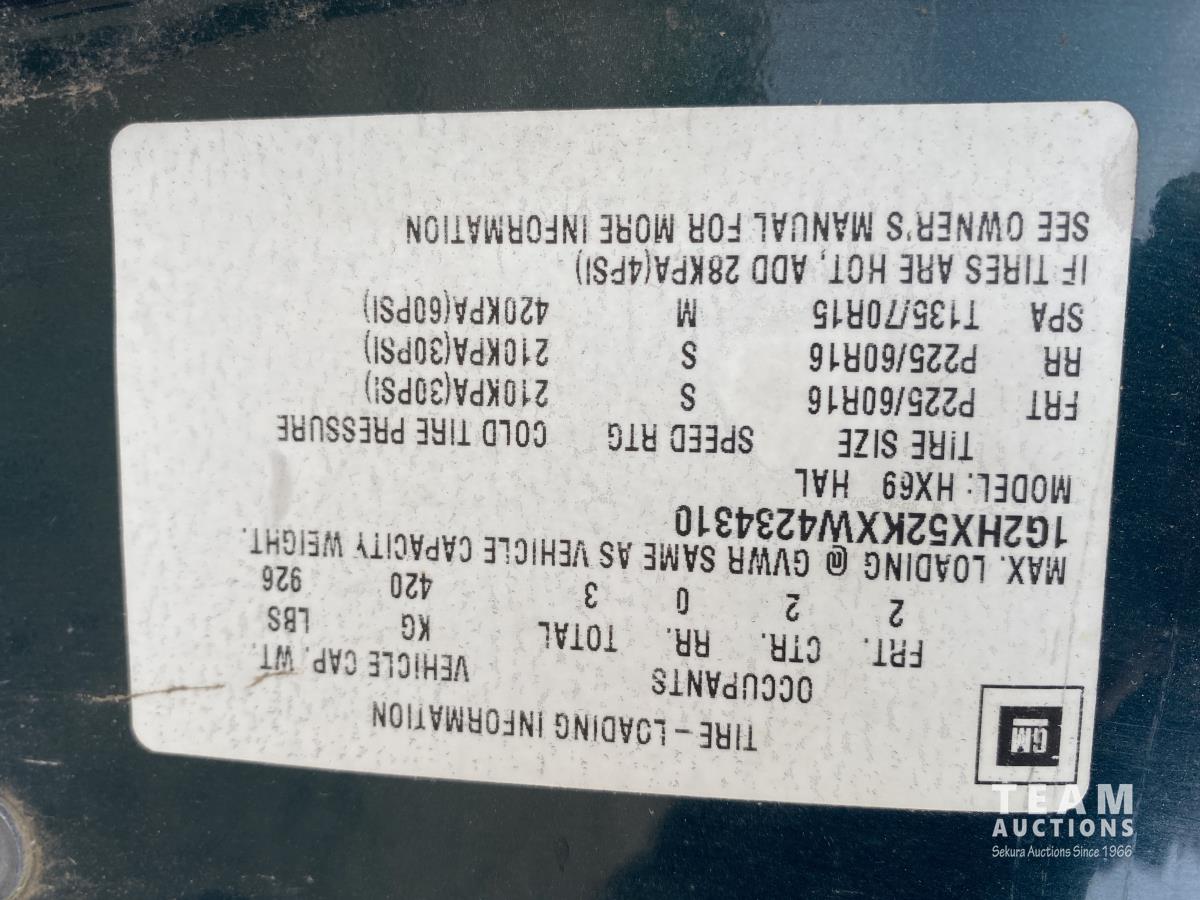 TIRE - LOADING INFORMATION
OCCUPANTS VEHICLE CAP. WT.
FRT. CTR. RR. TOTAL KG LBS
2 2 0 3 420 926
MAX. LOADING @ GVWR SAME AS VEHICLE CAPACITY WEIGHT.
1G2HX52KXW4234310
MODEL: HX69 HAL
TIRE SIZE SPEED RTG COLD TIRE PRESSURE
FRT P225/60R16 S 210KPA(30PSI)
RR P225/60R16 S 210KPA(30PSI)
SPA T135/70R15 M 420KPA(60PSI)
IF TIRES ARE HOT, ADD 28KPA(4PSI)
SEE OWNER'S MANUAL FOR MORE INFORMATION
GM
TEAM
AUCTIONS
Sekura Auctions Since 1966